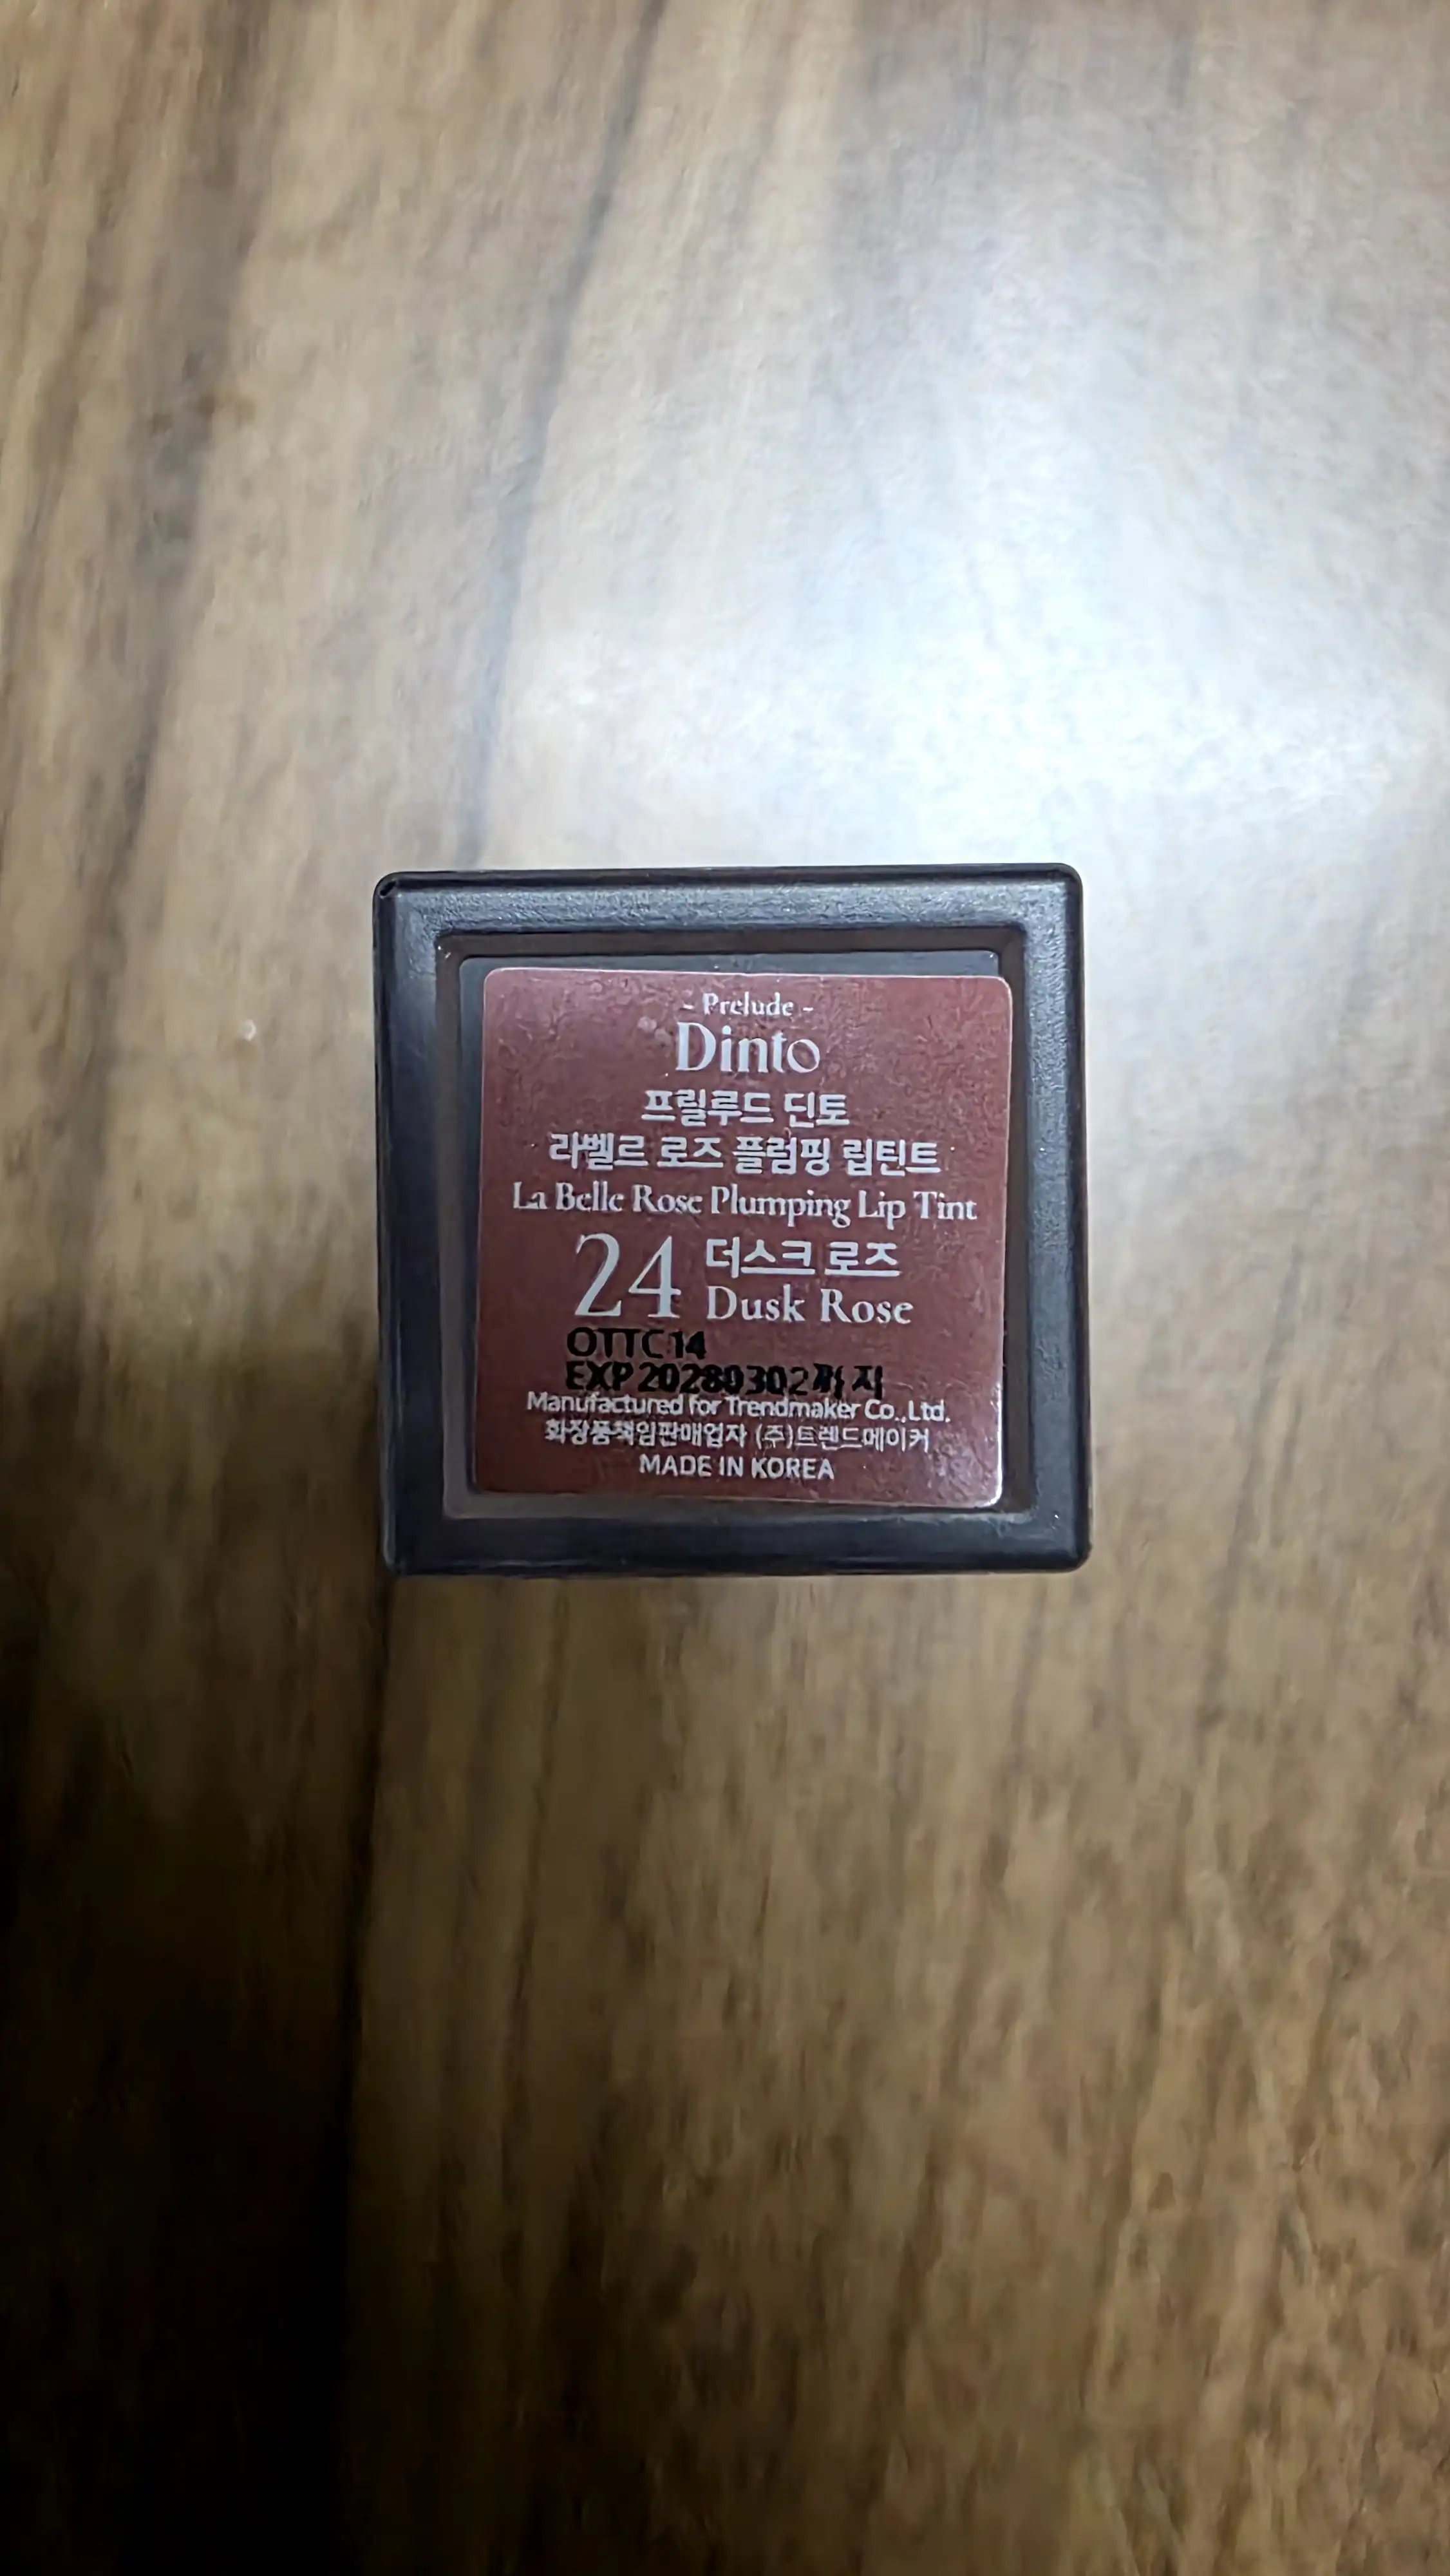 - Prelude -
Dinto
프릴루드 딘토
라벨르 로즈 플럼핑 립틴트
La Belle Rose Plumping Lip Tint
24 더스크 로즈
Dusk Rose
OTTC14
EXP 20280302까지
Manufactured for Trendmaker Co.,Ltd.
화장품책임판매업자 (주)트렌드메이커
MADE IN KOREA